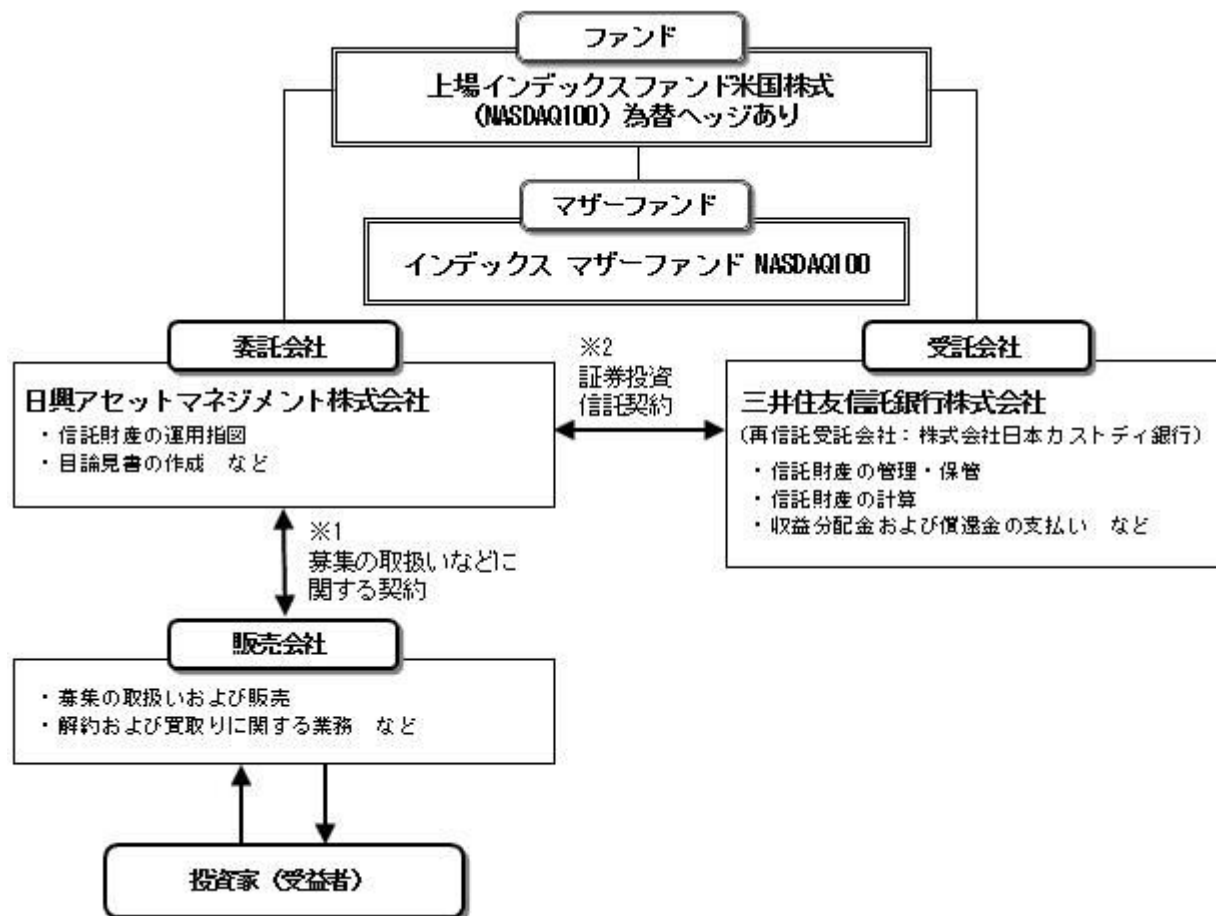 ファンド
上場インデックスファンド米国株式
(NASDAQ100) 為替ヘッジあり
マザーファンド
インデックス マザーファンド NASDAQ100
委託会社
日興アセットマネジメント株式会社
・信託財産の運用指図
・目論見書の作成 など
※2
証券投資
信託契約
受託会社
三井住友信託銀行株式会社
(再信託受託会社:株式会社日本カストディ銀行)
・信託財産の管理・保管
・信託財産の計算
・収益分配金および償還金の支払い など
※1
募集の取扱いなどに
関する契約
販売会社
・募集の取扱いおよび販売
・解約および買取りに関する業務 など
投資家(受益者)